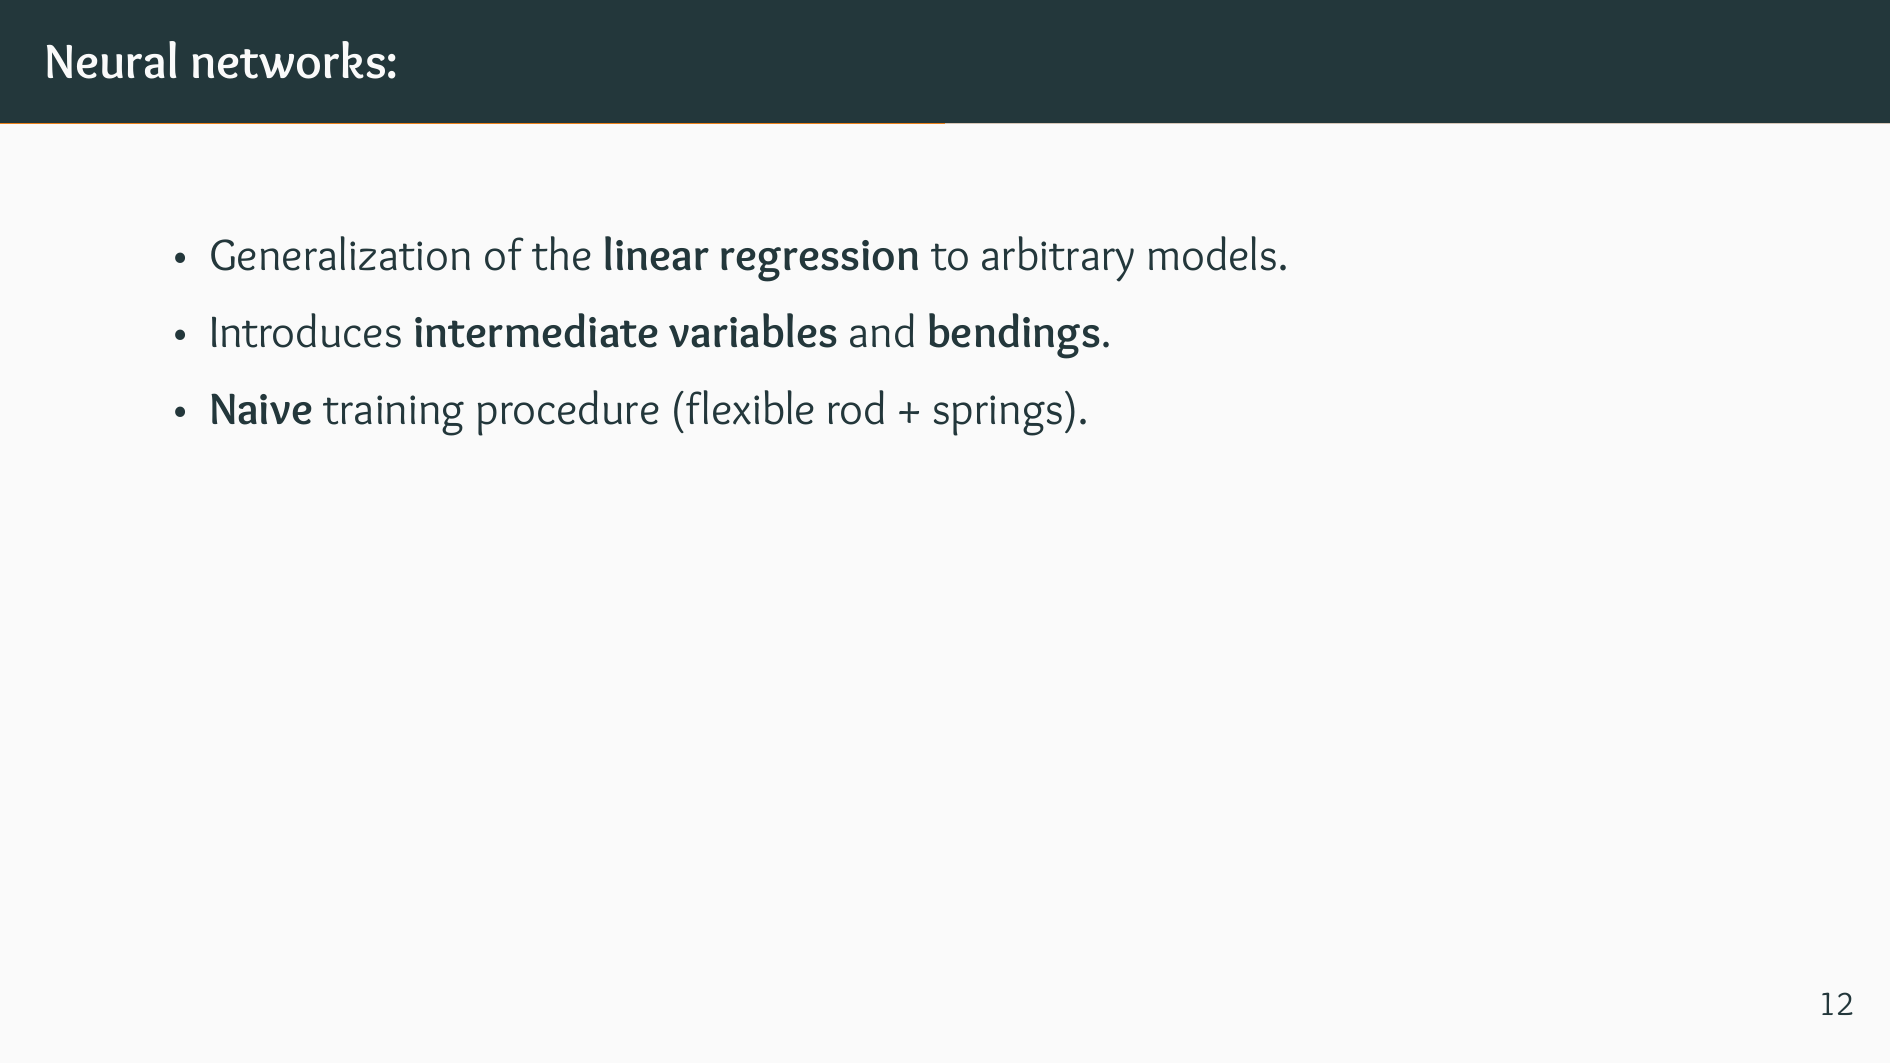 Neural networks:
• Generalization of the linear regression to arbitrary models.
• Introduces intermediate variables and bendings.
• Naive training procedure (flexible rod + springs).
12